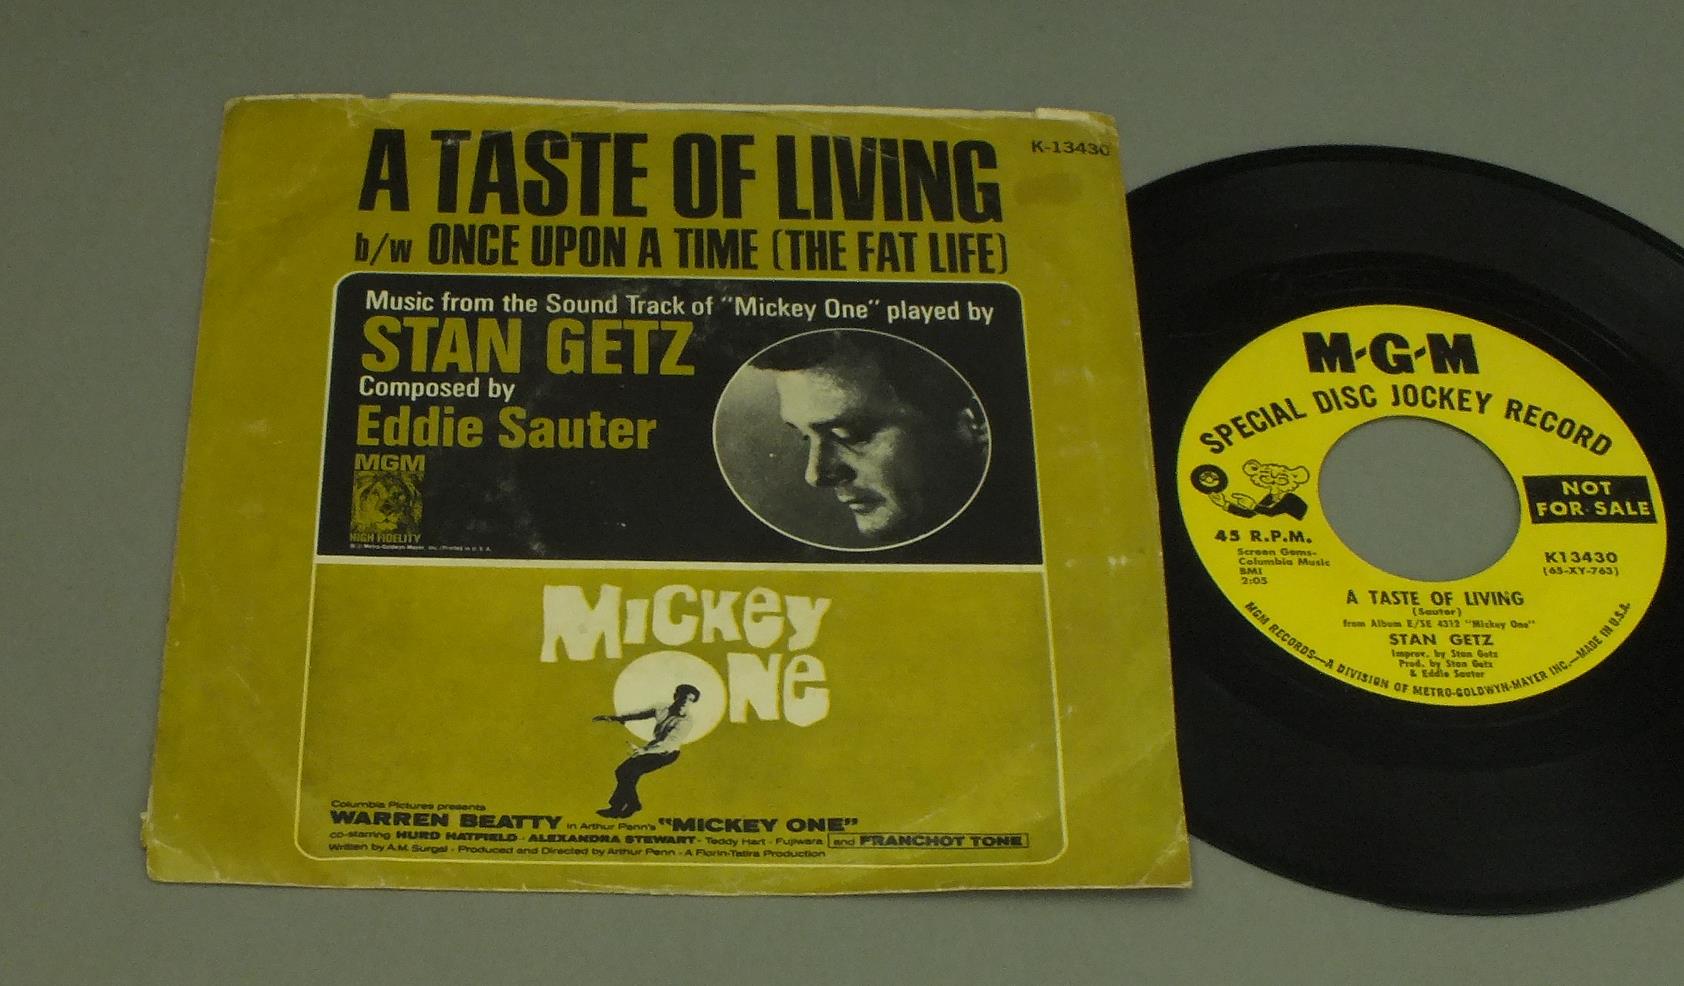 A TASTE OF LIVING
K-13430
b/w ONCE UPON A TIME (THE FAT LIFE)
Music from the Sound Track of "Mickey One" played by
STAN GETZ
Composed by
Eddie Sauter
MGM
HIGH FIDELITY
Metro-Goldwyn-Mayer, Inc. (Printed in U.S.A.
MICKEY
ONE
Columbia Pictures presents
WARREN BEATTY in Arthur Penn's "MICKEY ONE"
co-starring HURD HATFIELD - ALEXANDRA STEWART - Teddy Hart - Fujiwara and FRANCHOT TONE
Written by A.M. Surgal - Produced and Directed by Arthur Penn - A Florin-Tatira Production
M-G-M
SPECIAL DISC JOCKEY RECORD
NOT
FOR SALE
45 R.P.M.
Screen Gems-
Columbia Music
BMI
2:05
K13430
(65-XY-763)
A TASTE OF LIVING
(Sauter)
from Album E/SE 4312 "Mickey One"
STAN GETZ
Improv. by Stan Getz
Prod. by Stan Getz
& Eddie Sauter
MGM RECORDS—A DIVISION OF METRO-GOLDWYN-MAYER INC.—MADE IN U.S.A.